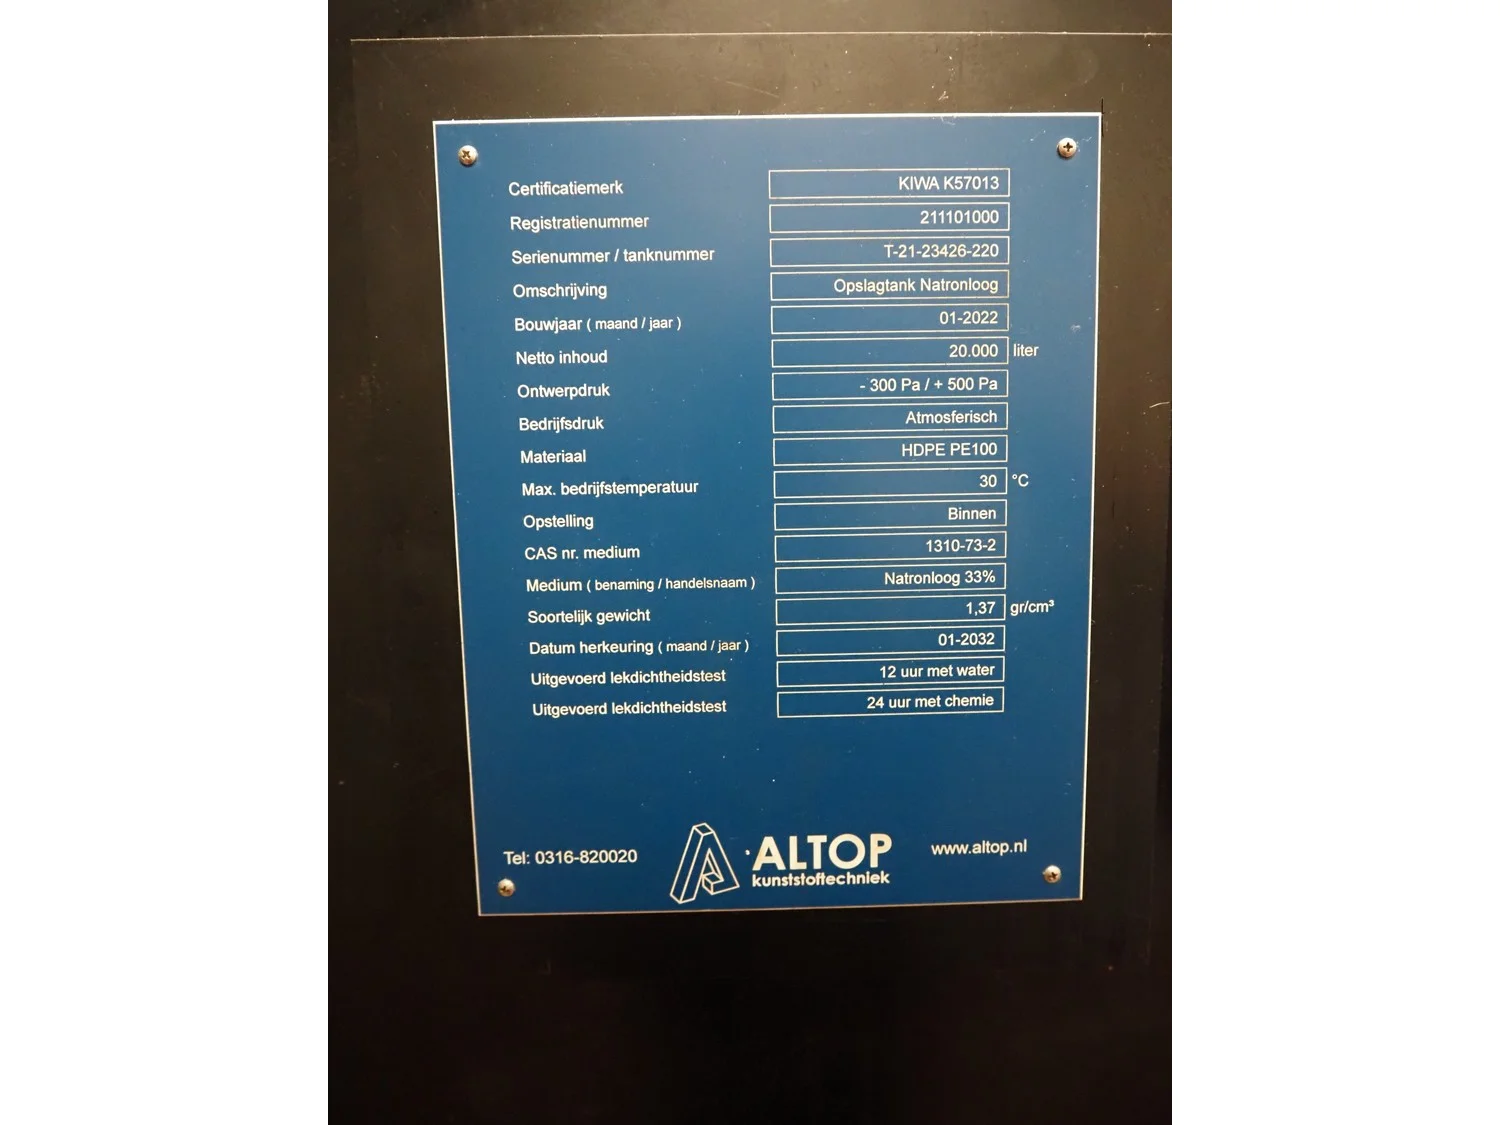 Certificatiemerk KIWA K57013
Registratienummer 211101000
Serienummer / tanknummer T-21-23426-220
Omschrijving Opslagtank Natronloog
Bouwjaar ( maand / jaar ) 01-2022
Netto inhoud 20.000 liter
Ontwerpdruk - 300 Pa / + 500 Pa
Bedrijfsdruk Atmosferisch
Materiaal HDPE PE100
Max. bedrijfstemperatuur 30 °C
Opstelling Binnen
CAS nr. medium 1310-73-2
Medium ( benaming / handelsnaam ) Natronloog 33%
Soortelijk gewicht 1,37 gr/cm³
Datum herkeuring ( maand / jaar ) 01-2032
Uitgevoerd lekdichtheidstest 12 uur met water
Uitgevoerd lekdichtheidstest 24 uur met chemie
Tel: 0316-820020
ALTOP
kunststoftechniek
www.altop.nl